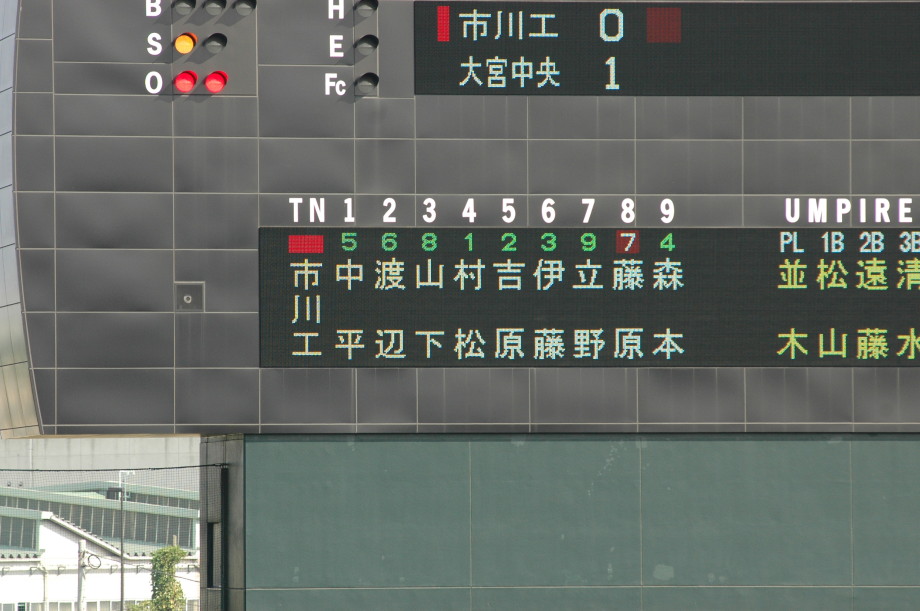 B H
S E
O Fc
市川工 0
大宮中央 1
TN 1 2 3 4 5 6 7 8 9 UMPIRE
5 6 8 1 2 3 9 7 4 PL 1B 2B 3B
市川工 中平 渡辺 山下 村松 吉原 伊藤 立野 藤原 森本 並木 松山 遠藤 清水